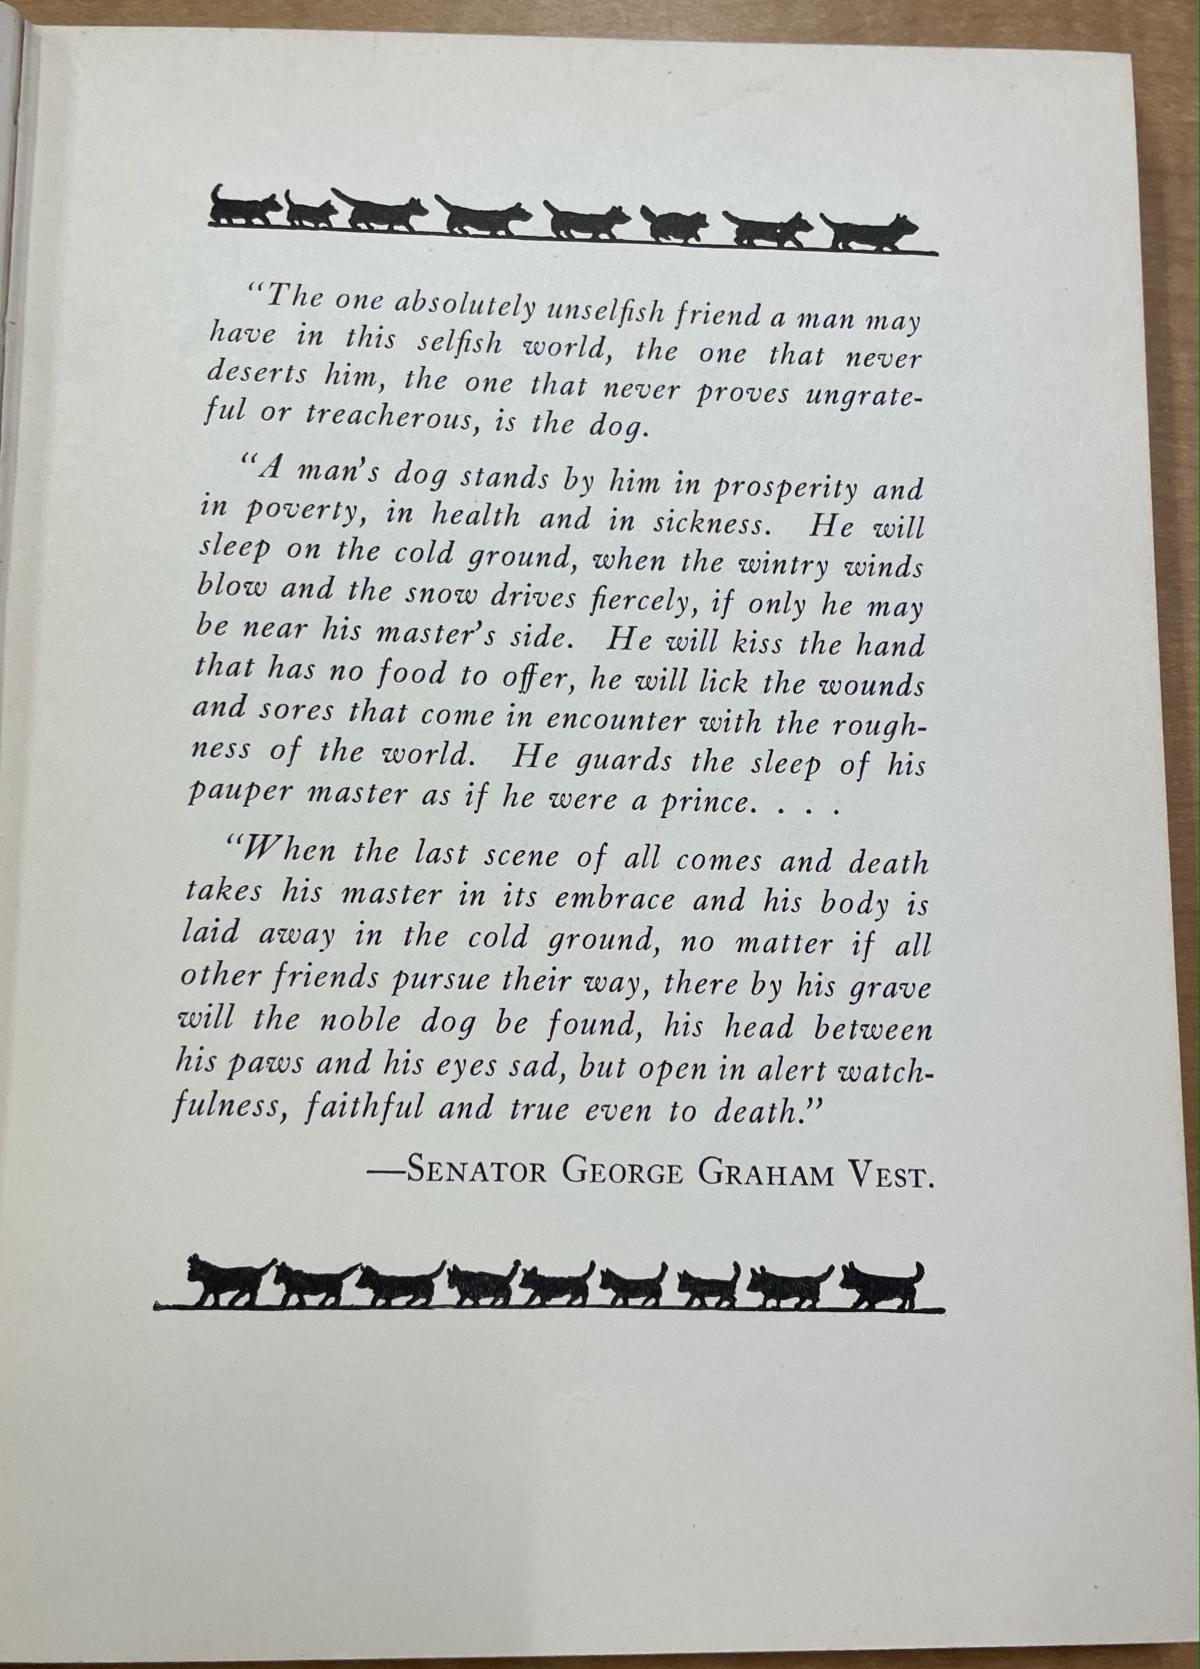 “The one absolutely unselfish friend a man may
have in this selfish world, the one that never
deserts him, the one that never proves ungrate-
ful or treacherous, is the dog.
“A man’s dog stands by him in prosperity and
in poverty, in health and in sickness. He will
sleep on the cold ground, when the wintry winds
blow and the snow drives fiercely, if only he may
be near his master’s side. He will kiss the hand
that has no food to offer, he will lick the wounds
and sores that come in encounter with the rough-
ness of the world. He guards the sleep of his
pauper master as if he were a prince. . . .
“When the last scene of all comes and death
takes his master in its embrace and his body is
laid away in the cold ground, no matter if all
other friends pursue their way, there by his grave
will the noble dog be found, his head between
his paws and his eyes sad, but open in alert watch-
fulness, faithful and true even to death.”
—SENATOR GEORGE GRAHAM VEST.